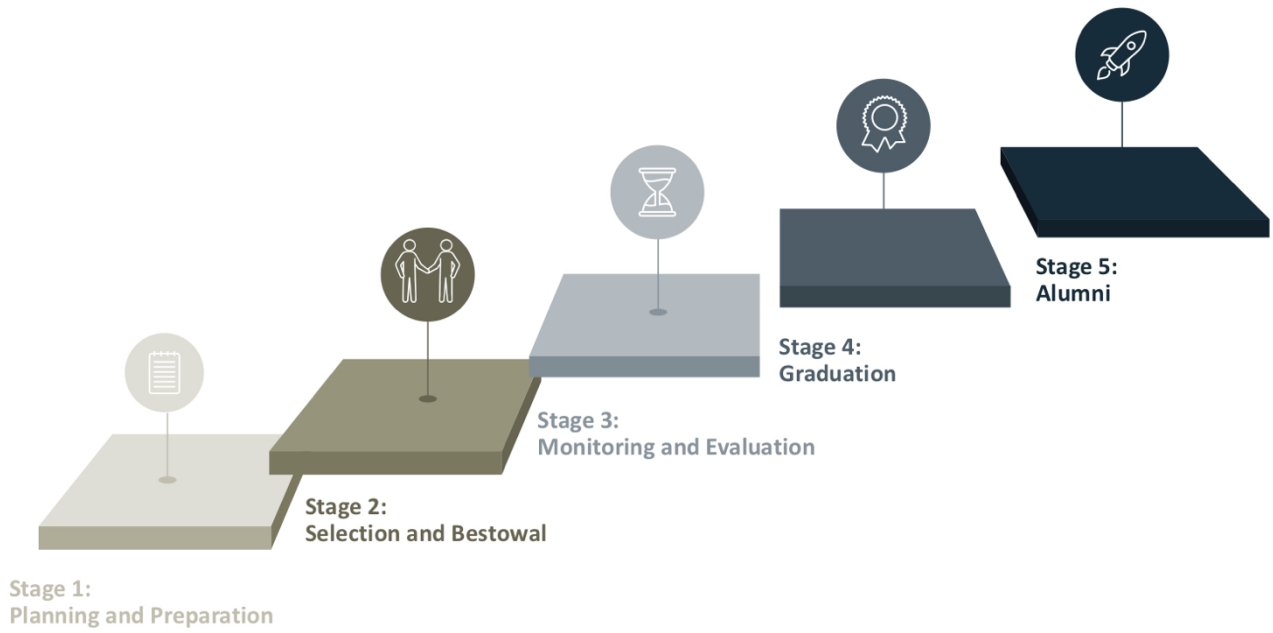 Stage 1:
Planning and Preparation
Stage 2:
Selection and Bestowal
Stage 3:
Monitoring and Evaluation
Stage 4:
Graduation
Stage 5:
Alumni